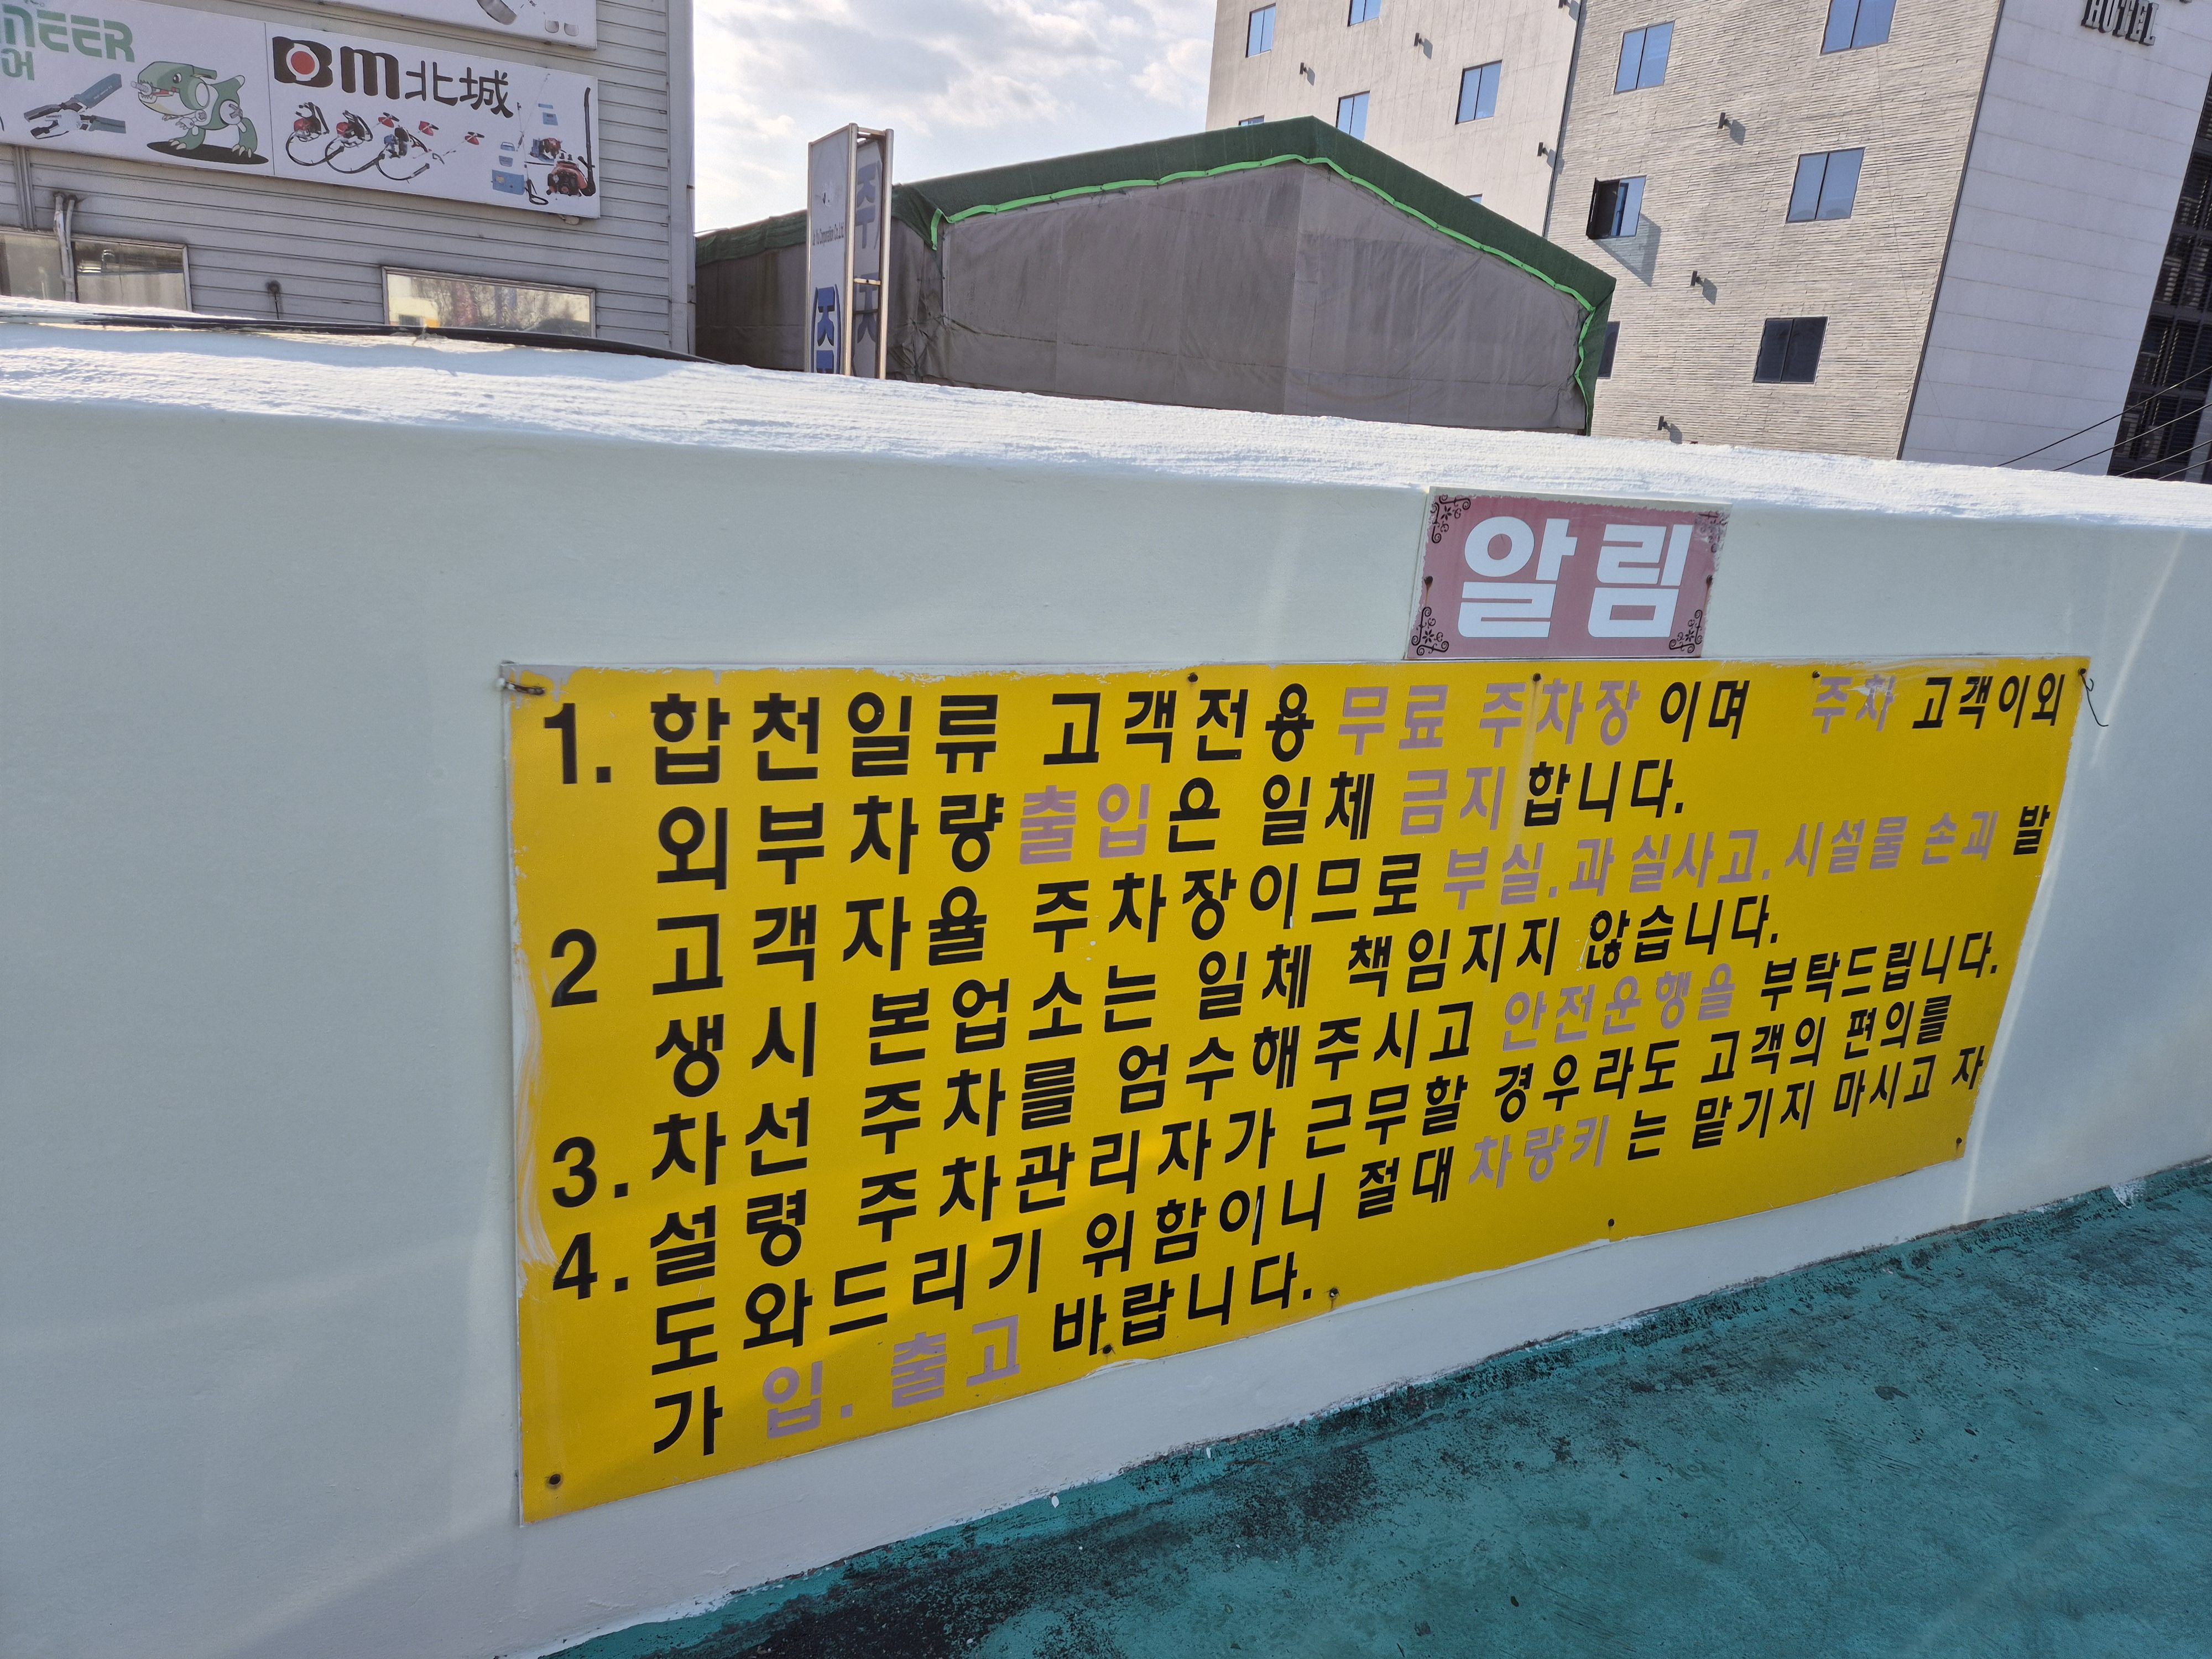 NEER
어
BM北城
HOTEL
알림
1. 합천일류 고객전용 무료 주차장 이며 주차 고객이외
외부차량출입은 일체 금지합니다.
2 고객자율 주차장이므로 부실.과실사고.시설물 손괴 발
생시 본업소는 일체 책임지지 않습니다.
3. 차선 주차를 엄수해주시고 안전운행을 부탁드립니다.
4. 설령 주차관리자가 근무할 경우라도 고객의 편의를
도와드리기 위함이니 절대 차량키는 맡기지 마시고 자
가 입.출고 바랍니다.